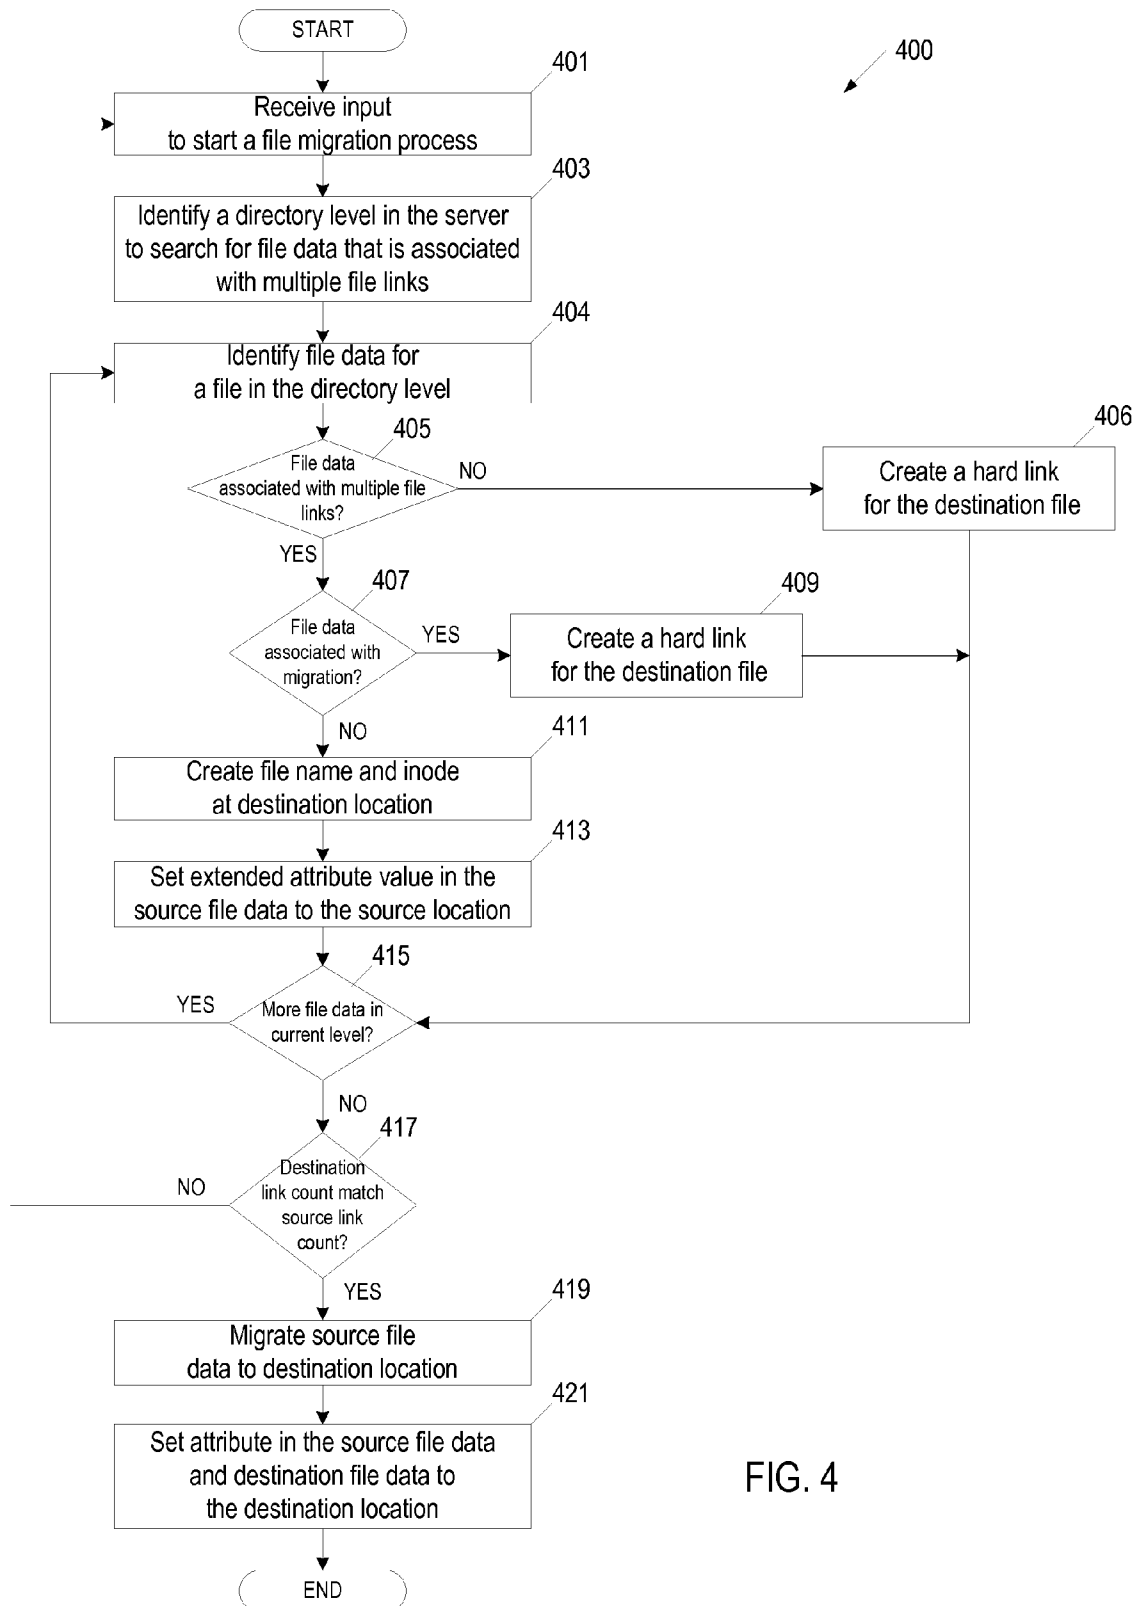 START
400
401
Receive input
to start a file migration process
403
Identify a directory level in the server
to search for file data that is associated
with multiple file links
404
Identify file data for
a file in the directory level
405
File data
associated with multiple file
links?
NO
406
Create a hard link
for the destination file
YES
407
File data
associated with
migration?
YES
409
Create a hard link
for the destination file
NO
411
Create file name and inode
at destination location
413
Set extended attribute value in the
source file data to the source location
415
More file data in
current level?
YES
NO
417
Destination
link count match
source link
count?
NO
YES
419
Migrate source file
data to destination location
421
Set attribute in the source file data
and destination file data to
the destination location
FIG. 4
END